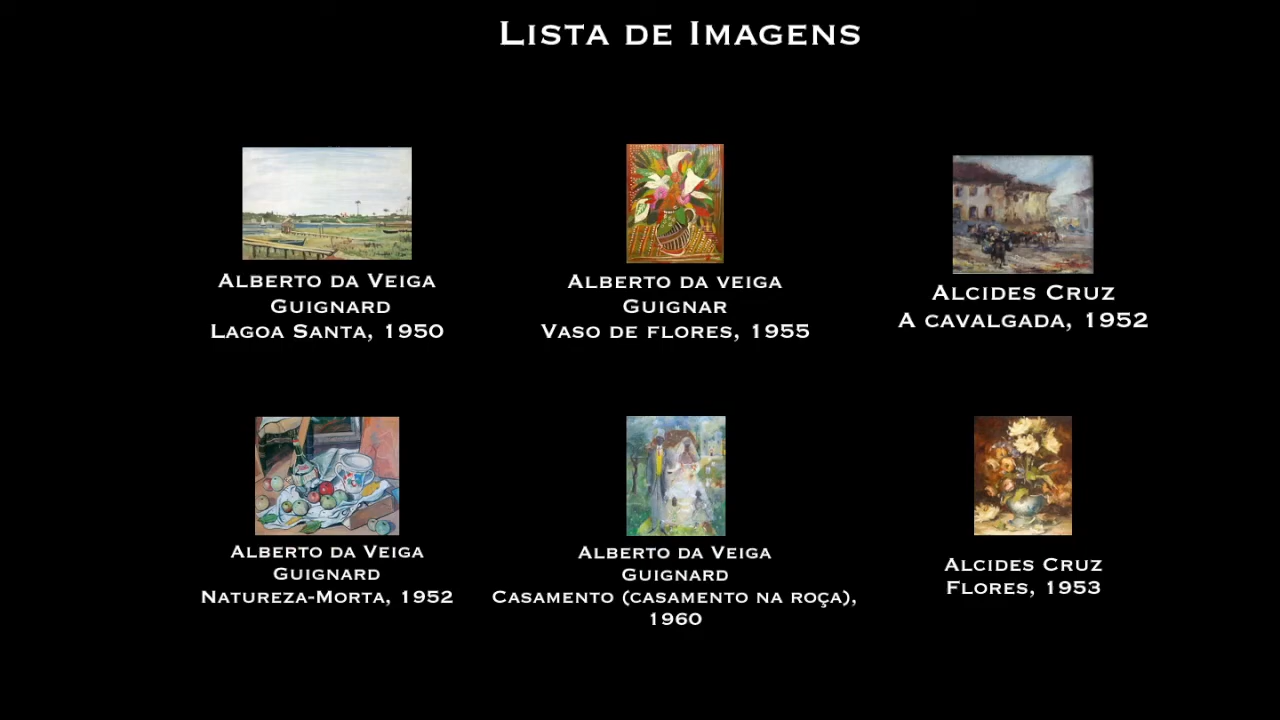 Lista de Imagens
Alberto da Veiga
Guignard
Lagoa Santa, 1950
Alberto da veiga
Guignar
Vaso de flores, 1955
Alcides Cruz
A cavalgada, 1952
Alberto da Veiga
Guignard
Natureza-Morta, 1952
Alberto da Veiga
Guignard
Casamento (casamento na roça),
1960
Alcides Cruz
Flores, 1953